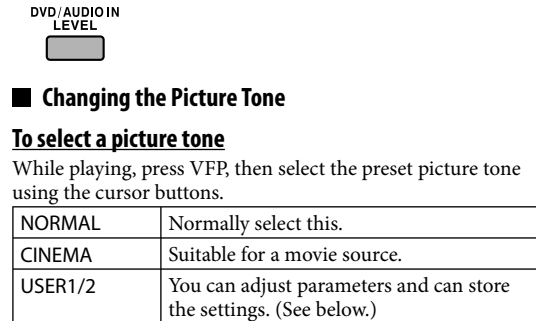 DVD/AUDIO IN
LEVEL
Changing the Picture Tone
To select a picture tone
While playing, press VFP, then select the preset picture tone
using the cursor buttons.
NORMAL Normally select this.
CINEMA Suitable for a movie source.
USER1/2 You can adjust parameters and can store
the settings. (See below.)